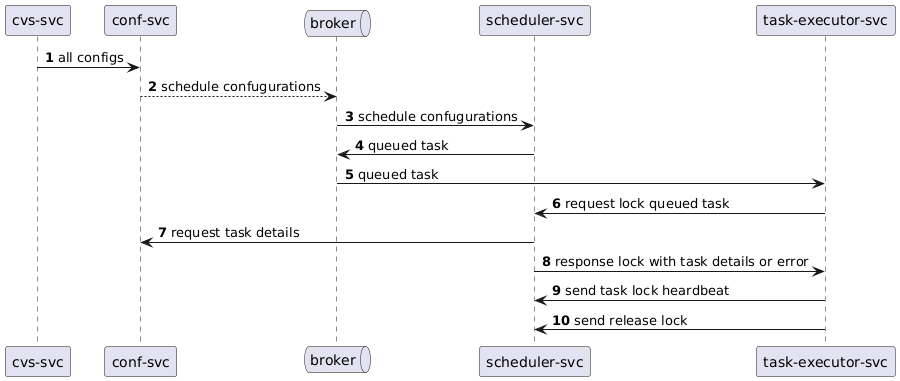 cvs-svc conf-svc broker scheduler-svc task-executor-svc
1 all configs
2 schedule confugurations
3 schedule confugurations
4 queued task
5 queued task
6 request lock queued task
7 request task details
8 response lock with task details or error
9 send task lock heardbeat
10 send release lock
cvs-svc conf-svc broker scheduler-svc task-executor-svc